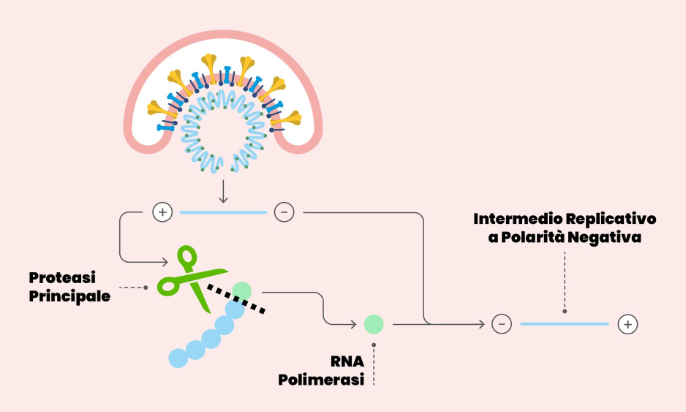 +
−
Intermedio Replicativo
a Polarità Negativa
Proteasi
Principale
−
+
RNA
Polimerasi